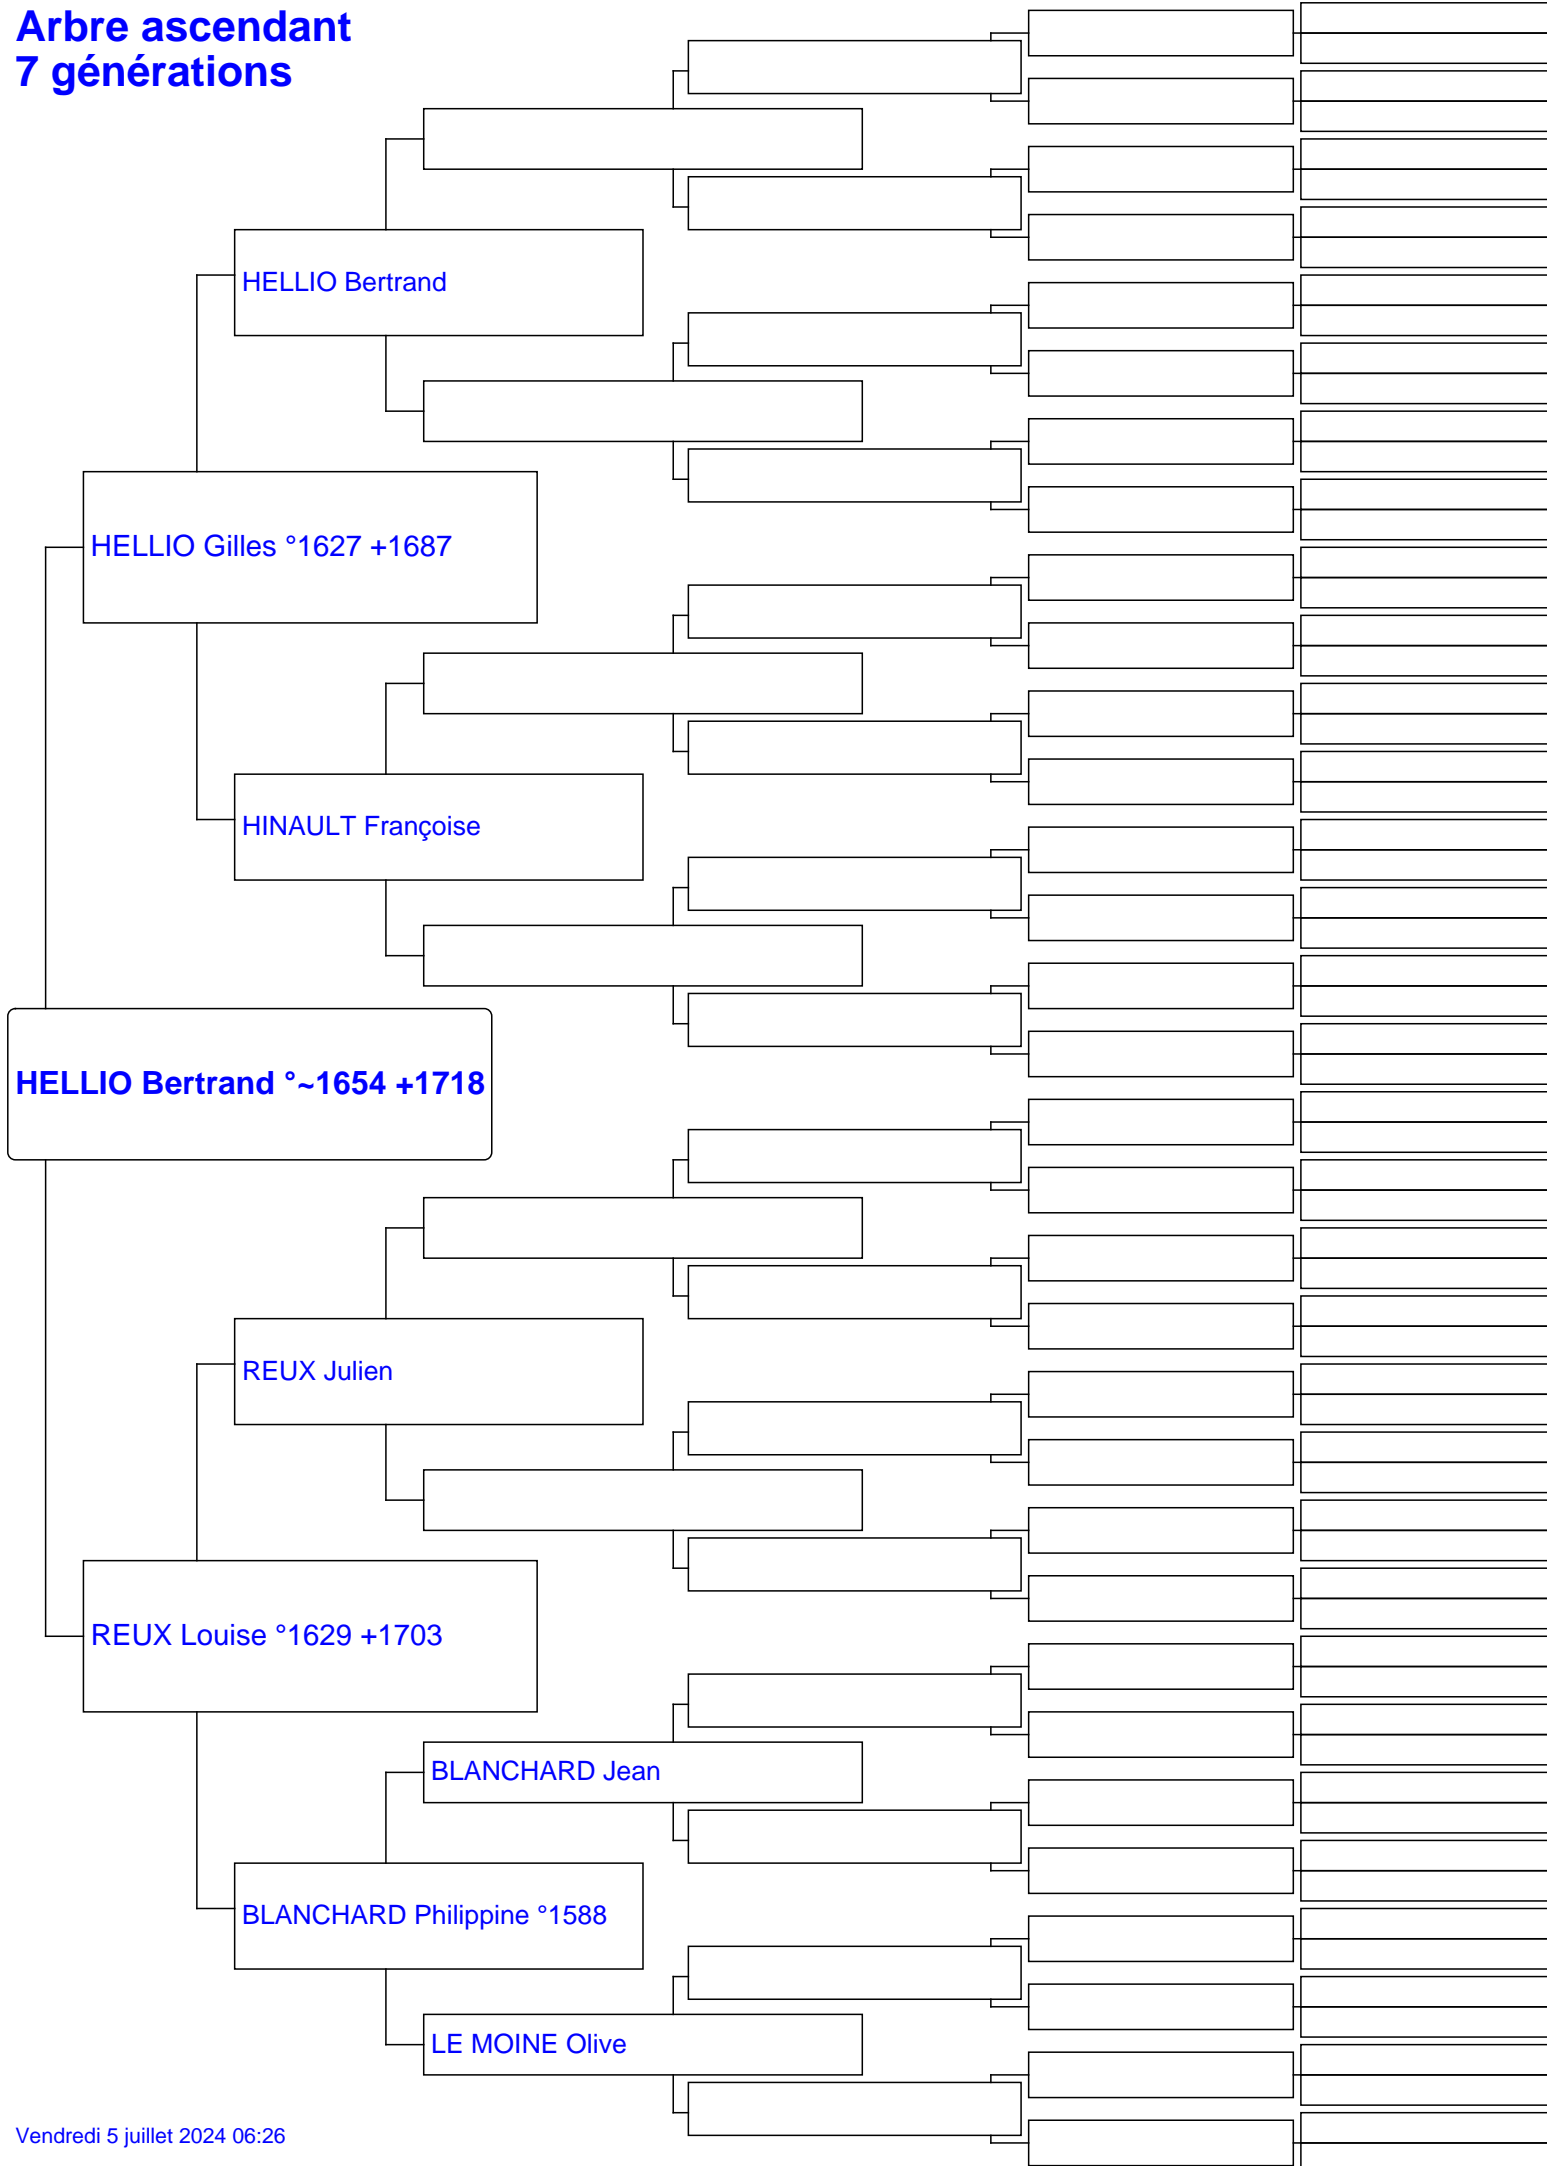 Arbre ascendant
7 générations
HELLIO Bertrand
HELLIO Gilles °1627 +1687
HINAULT Françoise
HELLIO Bertrand °~1654 +1718
REUX Julien
REUX Louise °1629 +1703
BLANCHARD Jean
BLANCHARD Philippine °1588
LE MOINE Olive
Vendredi 5 juillet 2024 06:26